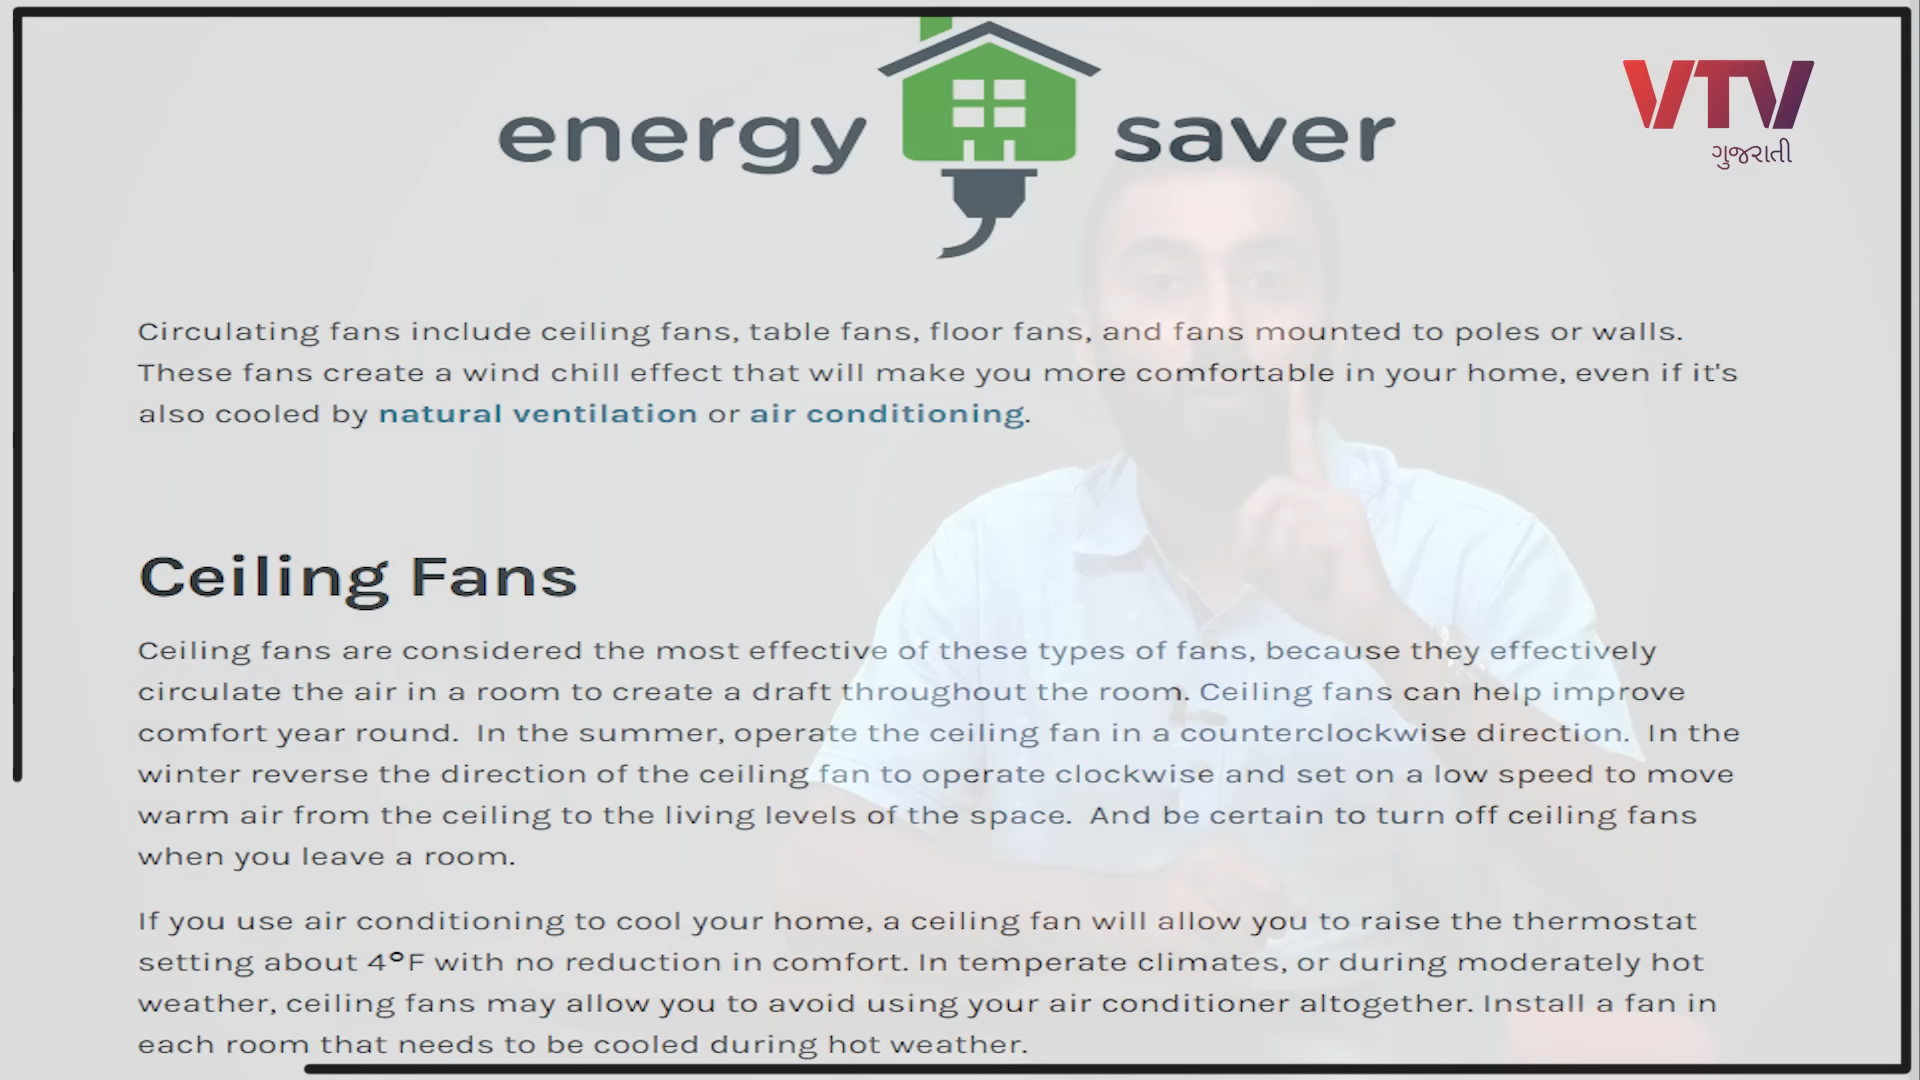 energy saver
VTV
ગુજરાતી
Circulating fans include ceiling fans, table fans, floor fans, and fans mounted to poles or walls.
These fans create a wind chill effect that will make you more comfortable in your home, even if it's
also cooled by natural ventilation or air conditioning.
Ceiling Fans
Ceiling fans are considered the most effective of these types of fans, because they effectively
circulate the air in a room to create a draft throughout the room. Ceiling fans can help improve
comfort year round.  In the summer, operate the ceiling fan in a counterclockwise direction.  In the
winter reverse the direction of the ceiling fan to operate clockwise and set on a low speed to move
warm air from the ceiling to the living levels of the space.  And be certain to turn off ceiling fans
when you leave a room.
If you use air conditioning to cool your home, a ceiling fan will allow you to raise the thermostat
setting about 4°F with no reduction in comfort. In temperate climates, or during moderately hot
weather, ceiling fans may allow you to avoid using your air conditioner altogether. Install a fan in
each room that needs to be cooled during hot weather.